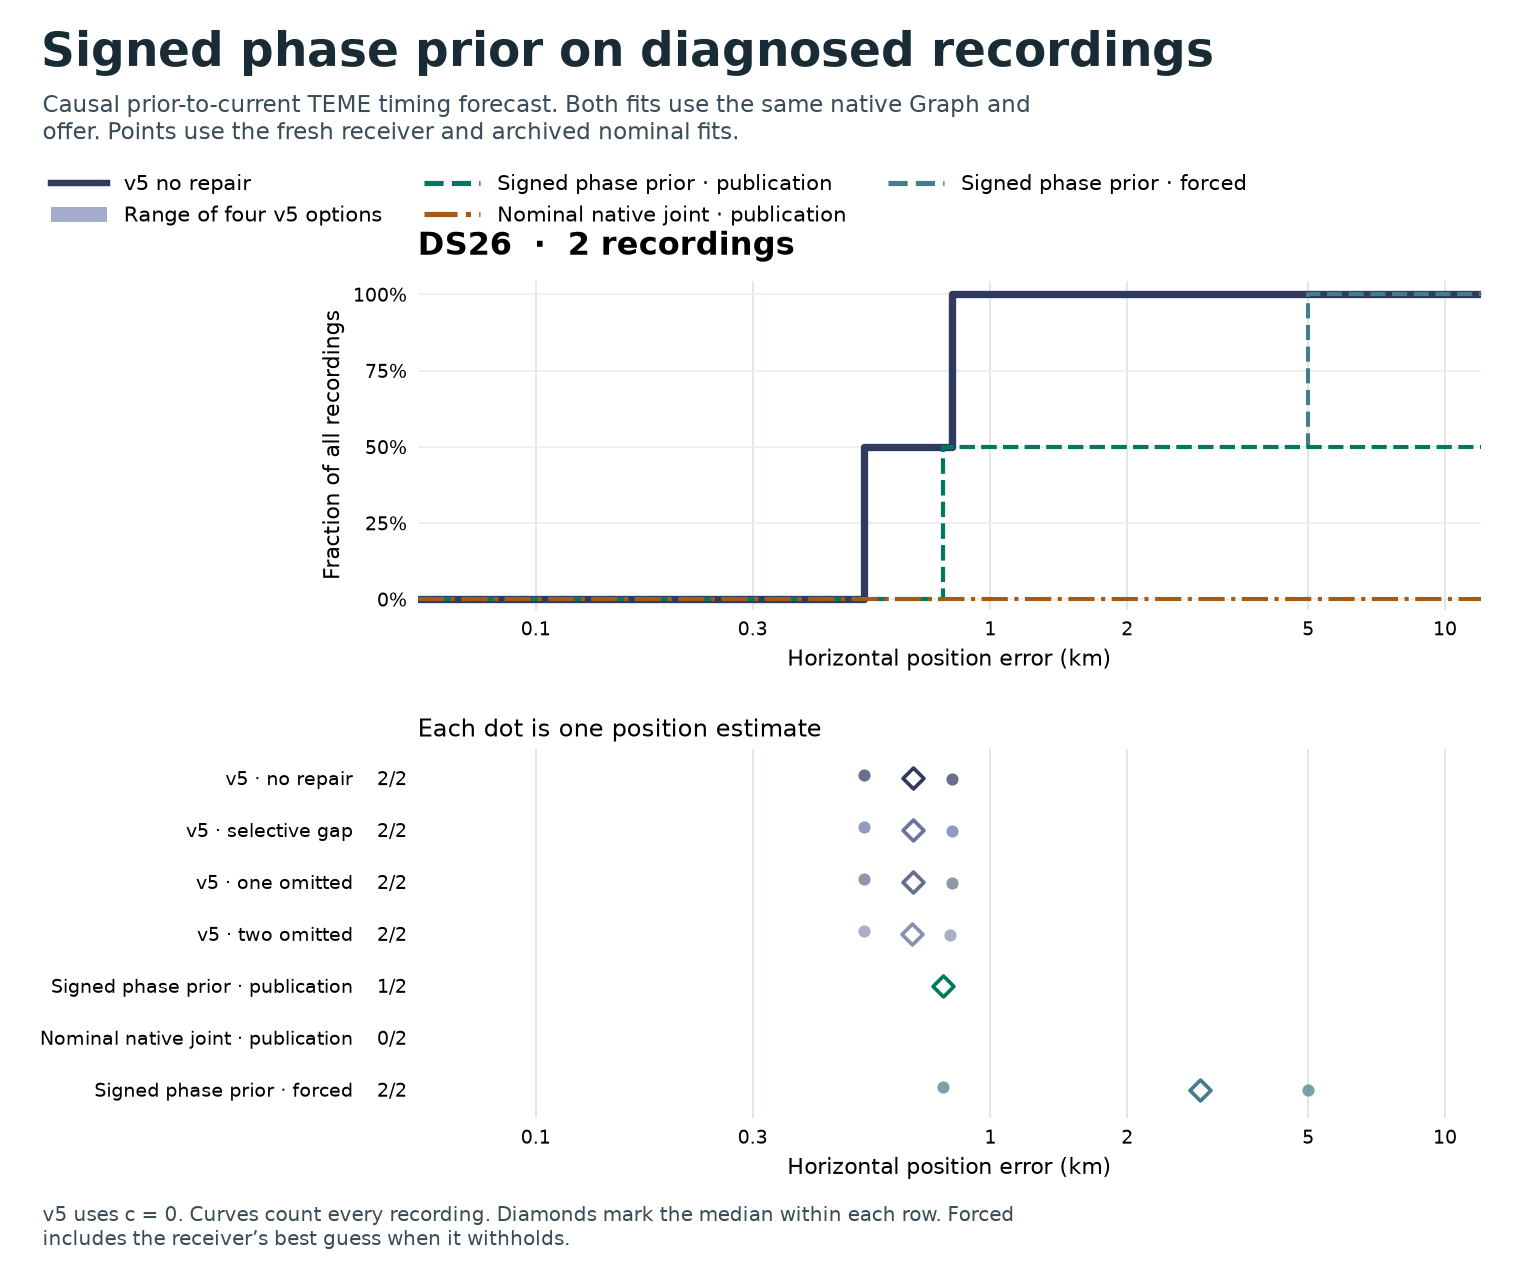 Signed phase prior on diagnosed recordings
Causal prior-to-current TEME timing forecast. Both fits use the same native Graph and
offer. Points use the fresh receiver and archived nominal fits.
v5 no repair
Signed phase prior · publication
Signed phase prior · forced
Range of four v5 options
Nominal native joint · publication
DS26 · 2 recordings
Fraction of all recordings
100%
75%
50%
25%
0%
0.1 0.3 1 2 5 10
Horizontal position error (km)
Each dot is one position estimate
v5 · no repair 2/2
v5 · selective gap 2/2
v5 · one omitted 2/2
v5 · two omitted 2/2
Signed phase prior · publication 1/2
Nominal native joint · publication 0/2
Signed phase prior · forced 2/2
0.1 0.3 1 2 5 10
Horizontal position error (km)
v5 uses c = 0. Curves count every recording. Diamonds mark the median within each row. Forced
includes the receiver’s best guess when it withholds.